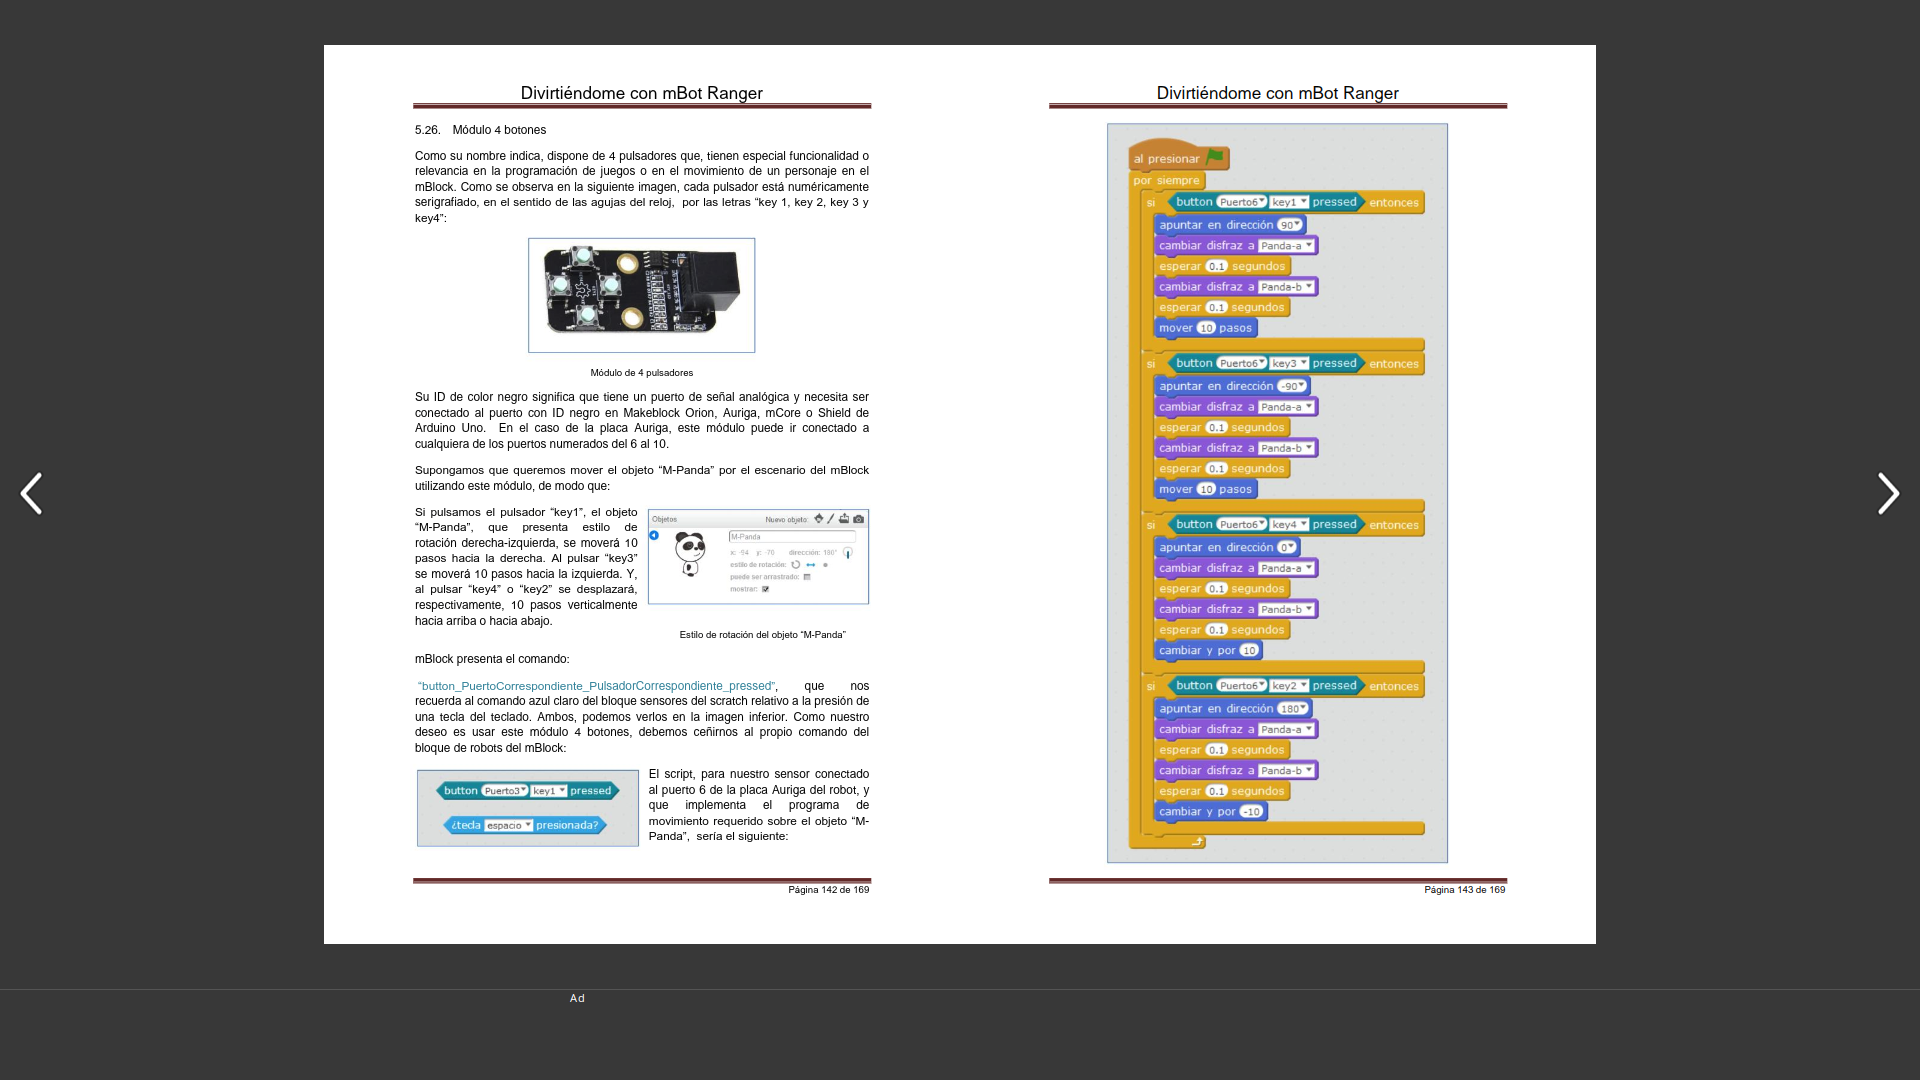 Divirtiéndome con mBot Ranger
5.26. Módulo 4 botones
Como su nombre indica, dispone de 4 pulsadores que, tienen especial funcionalidad o
relevancia en la programación de juegos o en el movimiento de un personaje en el
mBlock. Como se observa en la siguiente imagen, cada pulsador está numéricamente
serigrafiado, en el sentido de las agujas del reloj, por las letras “key 1, key 2, key 3 y
key4”:
Módulo de 4 pulsadores
Su ID de color negro significa que tiene un puerto de señal analógica y necesita ser
conectado al puerto con ID negro en Makeblock Orion, Auriga, mCore o Shield de
Arduino Uno. En el caso de la placa Auriga, este módulo puede ir conectado a
cualquiera de los puertos numerados del 6 al 10.
Supongamos que queremos mover el objeto “M-Panda” por el escenario del mBlock
utilizando este módulo, de modo que:
Si pulsamos el pulsador “key1”, el objeto
“M-Panda”, que presenta estilo de
rotación derecha-izquierda, se moverá 10
pasos hacia la derecha. Al pulsar “key3”
se moverá 10 pasos hacia la izquierda. Y,
al pulsar “key4” o “key2” se desplazará,
respectivamente, 10 pasos verticalmente
hacia arriba o hacia abajo.
Objetos Nuevo objeto:
M-Panda
x: -94 y: -70 dirección: 180°
estilo de rotación:
puede ser arrastrado:
mostrar:
Estilo de rotación del objeto “M-Panda”
mBlock presenta el comando:
“button_PuertoCorrespondiente_PulsadorCorrespondiente_pressed”, que nos
recuerda al comando azul claro del bloque sensores del scratch relativo a la presión de
una tecla del teclado. Ambos, podemos verlos en la imagen inferior. Como nuestro
deseo es usar este módulo 4 botones, debemos ceñirnos al propio comando del
bloque de robots del mBlock:
button Puerto3 key1 pressed
¿tecla espacio presionada?
El script, para nuestro sensor conectado
al puerto 6 de la placa Auriga del robot, y
que implementa el programa de
movimiento requerido sobre el objeto “M-
Panda”, sería el siguiente:
Página 142 de 169
Divirtiéndome con mBot Ranger
al presionar
por siempre
si button Puerto6 key1 pressed entonces
apuntar en dirección 90
cambiar disfraz a Panda-a
esperar 0.1 segundos
cambiar disfraz a Panda-b
esperar 0.1 segundos
mover 10 pasos
si button Puerto6 key3 pressed entonces
apuntar en dirección -90
cambiar disfraz a Panda-a
esperar 0.1 segundos
cambiar disfraz a Panda-b
esperar 0.1 segundos
mover 10 pasos
si button Puerto6 key4 pressed entonces
apuntar en dirección 0
cambiar disfraz a Panda-a
esperar 0.1 segundos
cambiar disfraz a Panda-b
esperar 0.1 segundos
cambiar y por 10
si button Puerto6 key2 pressed entonces
apuntar en dirección 180
cambiar disfraz a Panda-a
esperar 0.1 segundos
cambiar disfraz a Panda-b
esperar 0.1 segundos
cambiar y por -10
Página 143 de 169
Ad